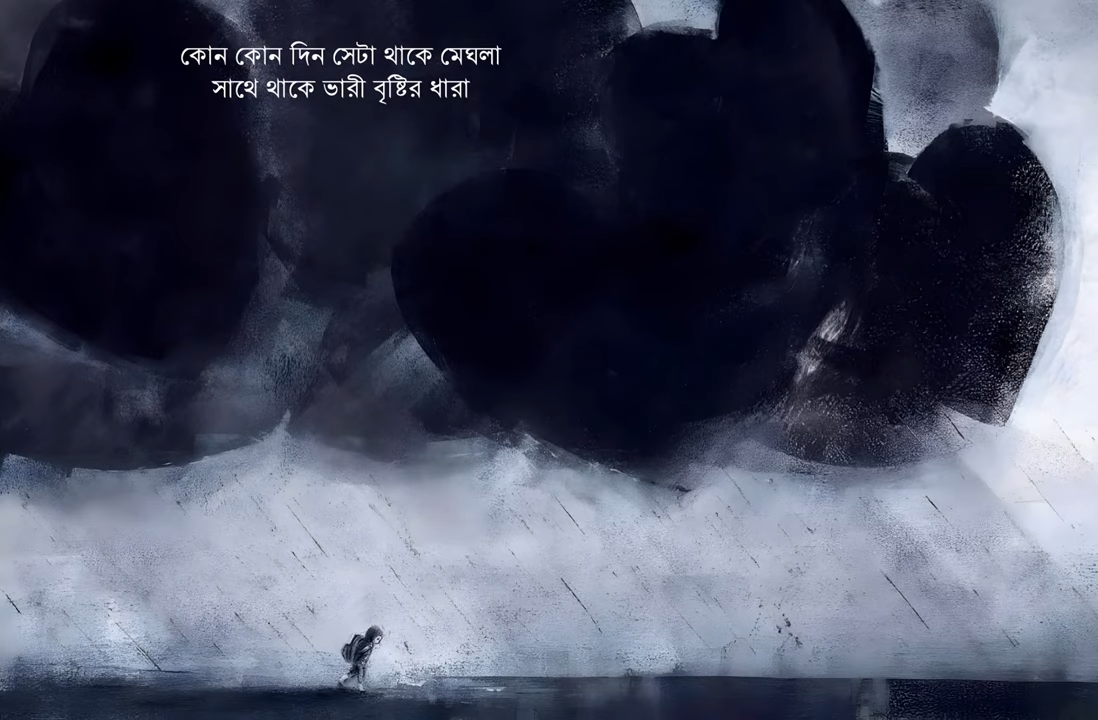 কোন কোন দিন সেটা থাকে মেঘলা
সাথে থাকে ভারী বৃষ্টির ধারা